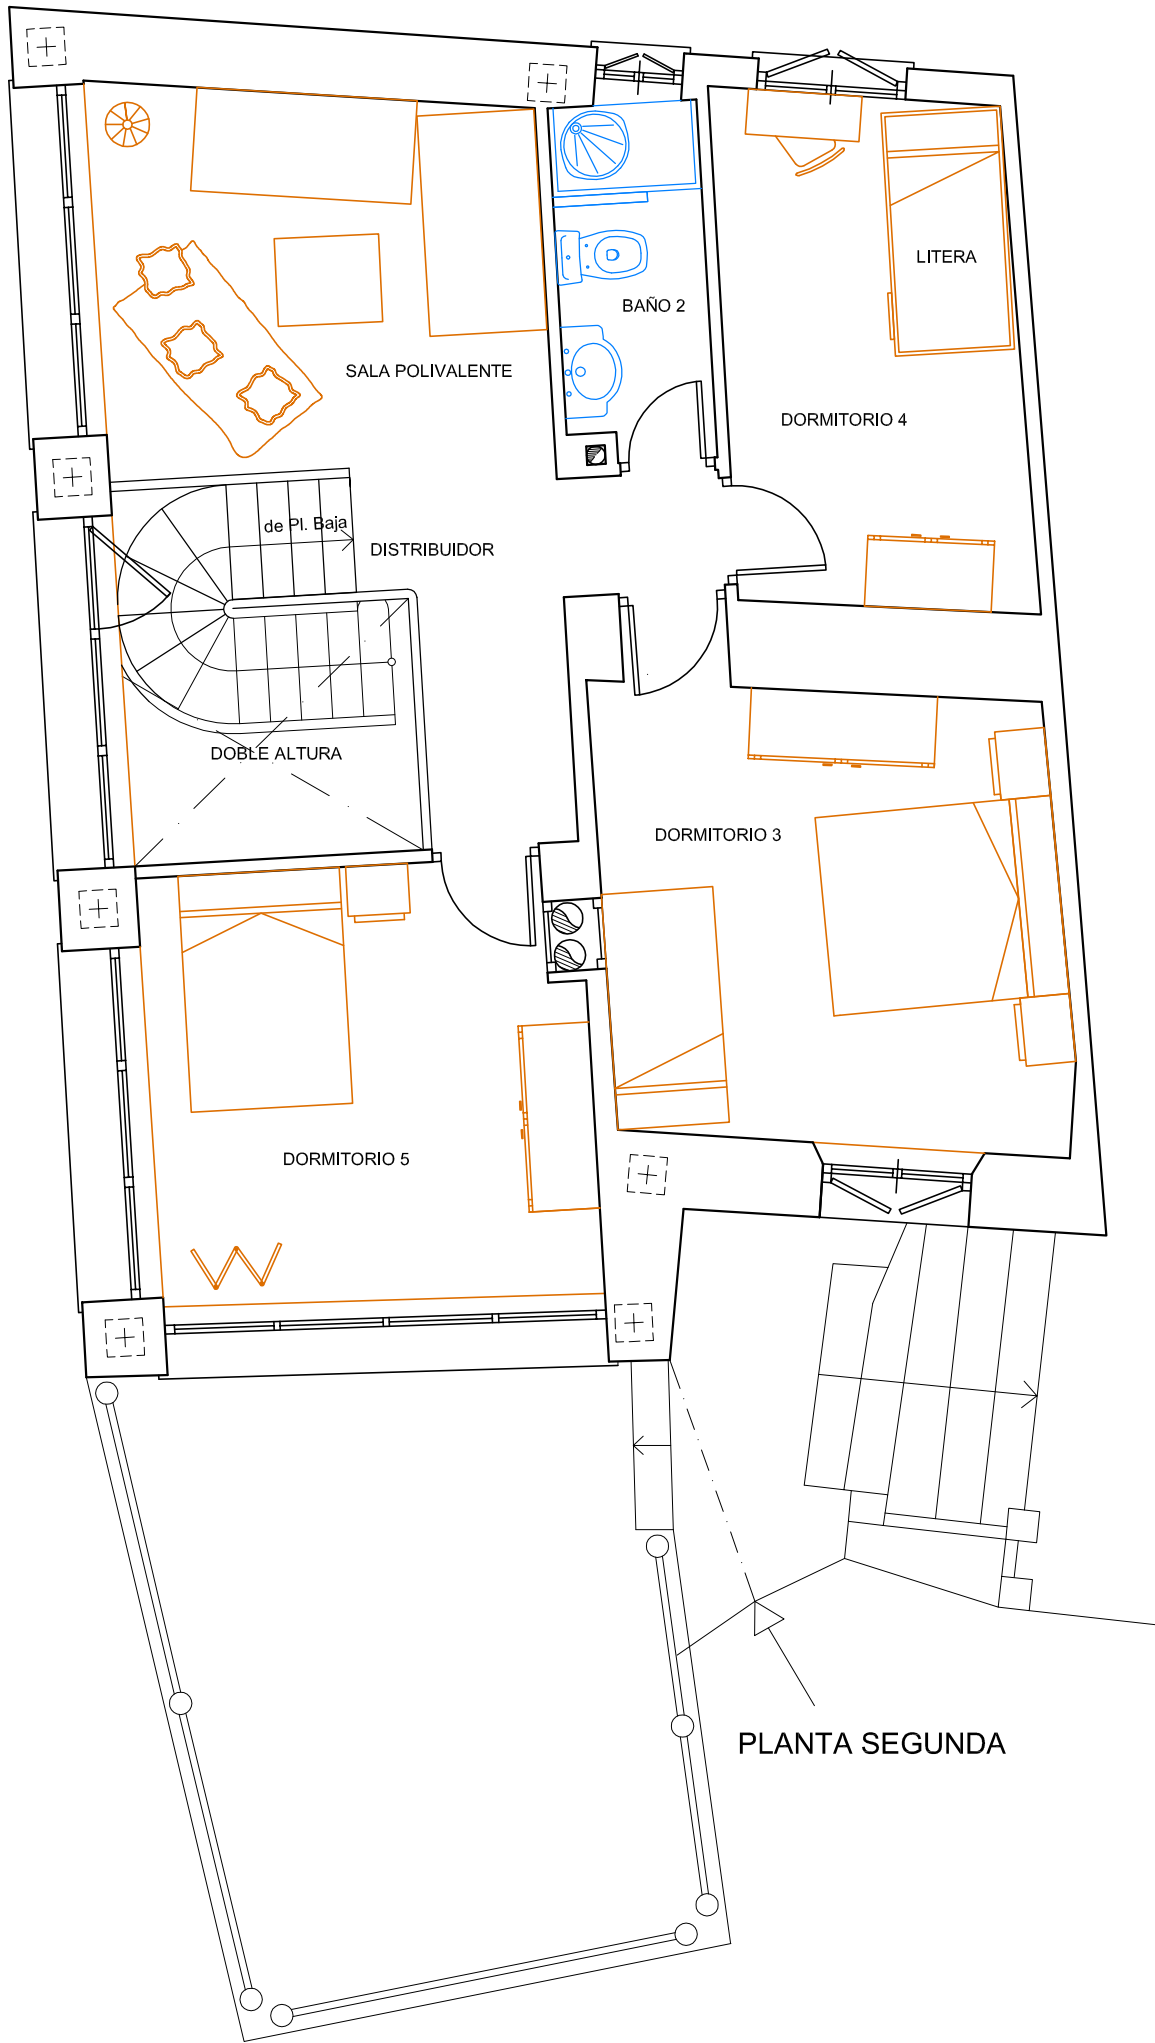 LITERA
BAÑO 2
SALA POLIVALENTE
DORMITORIO 4
de Pl. Baja
DISTRIBUIDOR
DOBLE ALTURA
DORMITORIO 3
DORMITORIO 5
PLANTA SEGUNDA